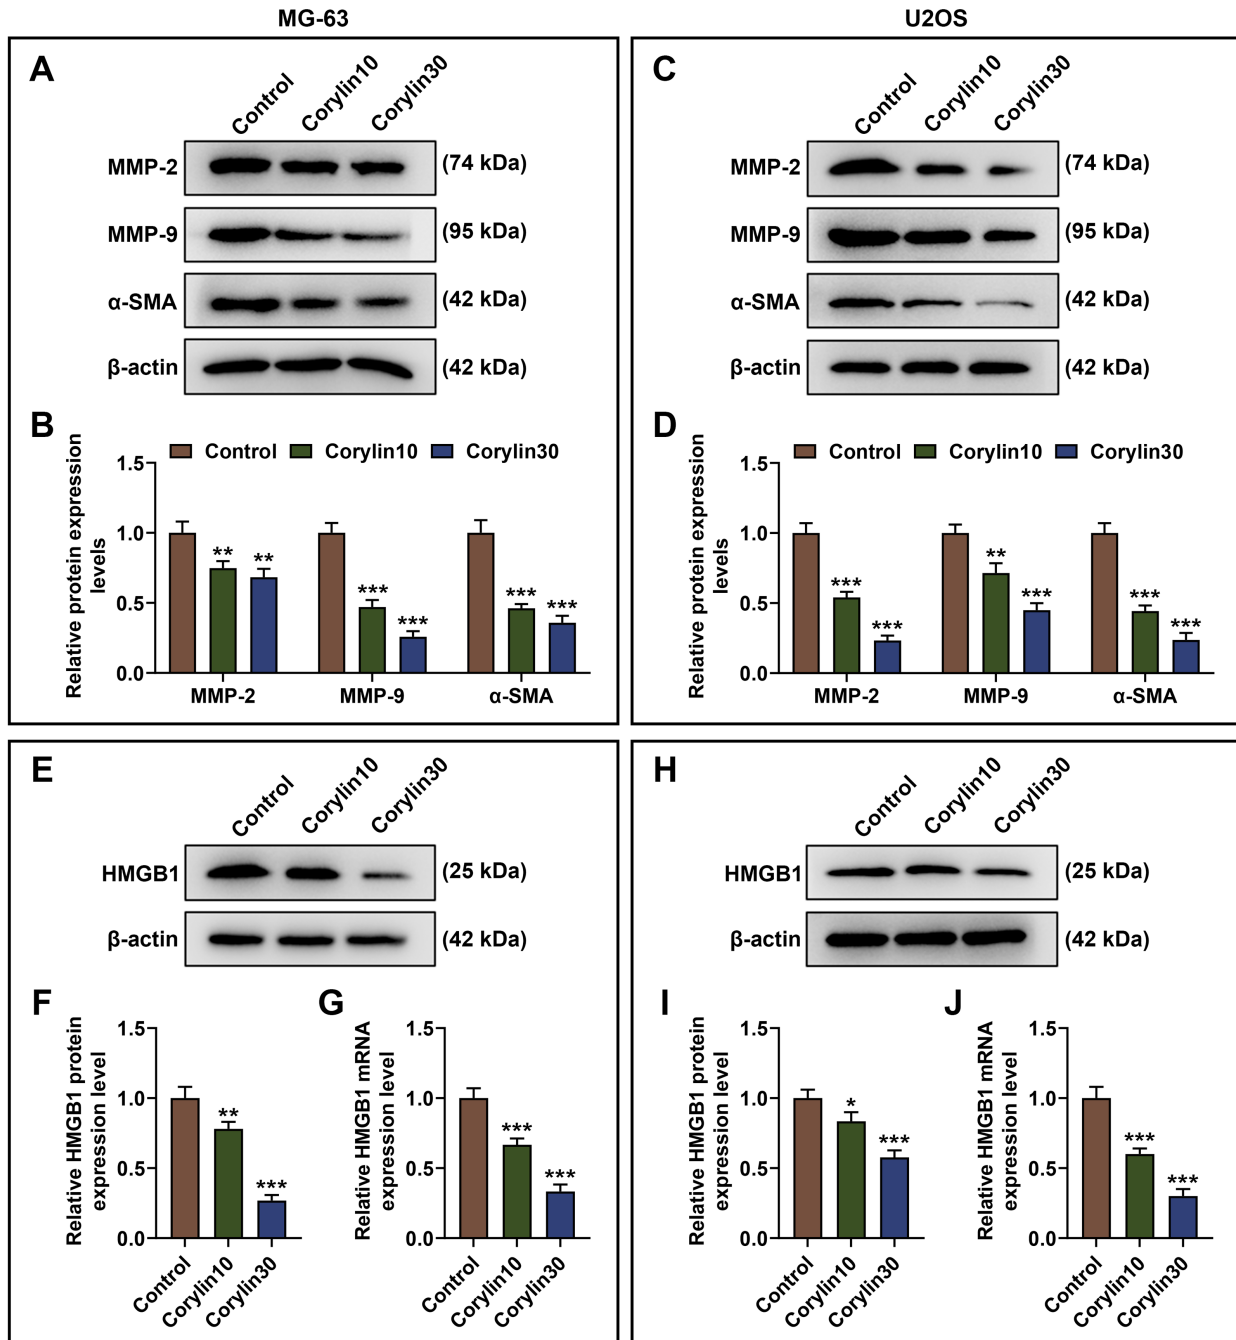 MG-63
U2OS
A
Control
Corylin10
Corylin30
MMP-2
(74 kDa)
MMP-9
(95 kDa)
α-SMA
(42 kDa)
β-actin
(42 kDa)
B
Control
Corylin10
Corylin30
Relative protein expression
levels
1.5
1.0
0.5
0.0
**
**
***
***
***
***
MMP-2
MMP-9
α-SMA
C
Control
Corylin10
Corylin30
MMP-2
(74 kDa)
MMP-9
(95 kDa)
α-SMA
(42 kDa)
β-actin
(42 kDa)
D
Control
Corylin10
Corylin30
Relative protein expression
levels
1.5
1.0
0.5
0.0
***
***
**
***
***
***
MMP-2
MMP-9
α-SMA
E
Control
Corylin10
Corylin30
HMGB1
(25 kDa)
β-actin
(42 kDa)
F
Relative HMGB1 protein
expression level
1.5
1.0
0.5
0.0
**
***
Control
Corylin10
Corylin30
G
Relative HMGB1 mRNA
expression level
1.5
1.0
0.5
0.0
***
***
Control
Corylin10
Corylin30
H
Control
Corylin10
Corylin30
HMGB1
(25 kDa)
β-actin
(42 kDa)
I
Relative HMGB1 protein
expression level
1.5
1.0
0.5
0.0
*
***
Control
Corylin10
Corylin30
J
Relative HMGB1 mRNA
expression level
1.5
1.0
0.5
0.0
***
***
Control
Corylin10
Corylin30